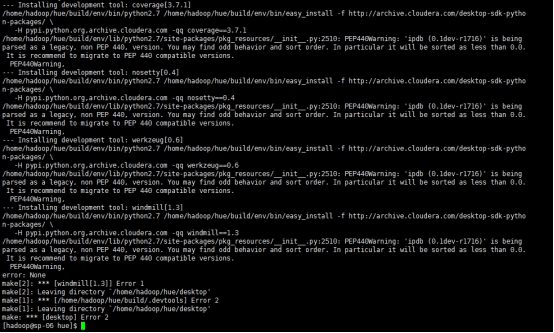 --- Installing development tool: coverage[3.7.1]
/home/hadoop/hue/build/env/bin/python2.7 /home/hadoop/hue/build/env/bin/easy_install -f http://archive.cloudera.com/desktop-sdk-pytho
n-packages/ \
-H pypi.python.org,archive.cloudera.com -qq coverage==3.7.1
/home/hadoop/hue/build/env/lib/python2.7/site-packages/pkg_resources/__init__.py:2510: PEP440Warning: 'ipdb (0.1dev-r1716)' is being
parsed as a legacy, non PEP 440, version. You may find odd behavior and sort order. In particular it will be sorted as less than 0.0.
It is recommend to migrate to PEP 440 compatible versions.
PEP440Warning,
--- Installing development tool: nosetty[0.4]
/home/hadoop/hue/build/env/bin/python2.7 /home/hadoop/hue/build/env/bin/easy_install -f http://archive.cloudera.com/desktop-sdk-pytho
n-packages/ \
-H pypi.python.org,archive.cloudera.com -qq nosetty==0.4
/home/hadoop/hue/build/env/lib/python2.7/site-packages/pkg_resources/__init__.py:2510: PEP440Warning: 'ipdb (0.1dev-r1716)' is being
parsed as a legacy, non PEP 440, version. You may find odd behavior and sort order. In particular it will be sorted as less than 0.0.
It is recommend to migrate to PEP 440 compatible versions.
PEP440Warning,
--- Installing development tool: werkzeug[0.6]
/home/hadoop/hue/build/env/bin/python2.7 /home/hadoop/hue/build/env/bin/easy_install -f http://archive.cloudera.com/desktop-sdk-pytho
n-packages/ \
-H pypi.python.org,archive.cloudera.com -qq werkzeug==0.6
/home/hadoop/hue/build/env/lib/python2.7/site-packages/pkg_resources/__init__.py:2510: PEP440Warning: 'ipdb (0.1dev-r1716)' is being
parsed as a legacy, non PEP 440, version. You may find odd behavior and sort order. In particular it will be sorted as less than 0.0.
It is recommend to migrate to PEP 440 compatible versions.
PEP440Warning,
--- Installing development tool: windmill[1.3]
/home/hadoop/hue/build/env/bin/python2.7 /home/hadoop/hue/build/env/bin/easy_install -f http://archive.cloudera.com/desktop-sdk-pytho
n-packages/ \
-H pypi.python.org,archive.cloudera.com -qq windmill==1.3
/home/hadoop/hue/build/env/lib/python2.7/site-packages/pkg_resources/__init__.py:2510: PEP440Warning: 'ipdb (0.1dev-r1716)' is being
parsed as a legacy, non PEP 440, version. You may find odd behavior and sort order. In particular it will be sorted as less than 0.0.
It is recommend to migrate to PEP 440 compatible versions.
PEP440Warning,
error: None
make[2]: *** [windmill[1.3]] Error 1
make[2]: Leaving directory `/home/hadoop/hue/desktop'
make[1]: *** [/home/hadoop/hue/build/.devtools] Error 2
make[1]: Leaving directory `/home/hadoop/hue/desktop'
make: *** [desktop] Error 2
[hadoop@sp-06 hue]$